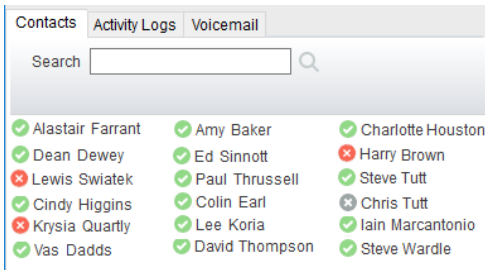 Contacts Activity Logs Voicemail
Search
Alastair Farrant Amy Baker Charlotte Houston
Dean Dewey Ed Sinnott Harry Brown
Lewis Swiatek Paul Thrussell Steve Tutt
Cindy Higgins Colin Earl Chris Tutt
Krysia Quartly Lee Koria Iain Marcantonio
Vas Dadds David Thompson Steve Wardle